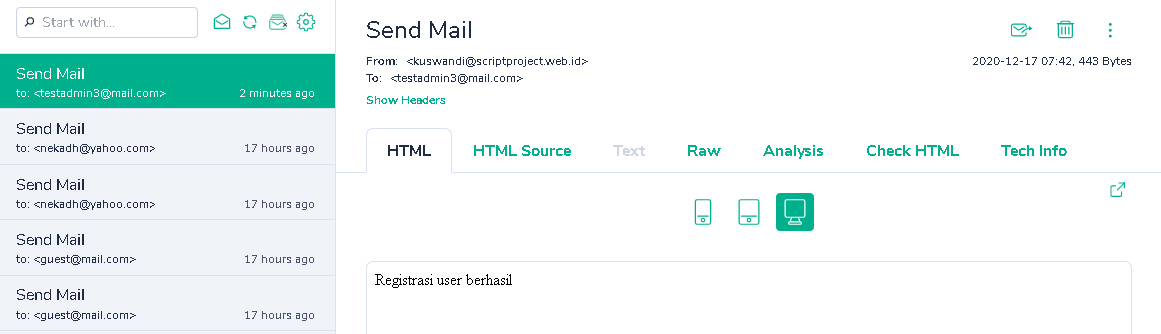 Start with...
Send Mail
to: <testadmin3@mail.com> 2 minutes ago
Send Mail
to: <nekadh@yahoo.com> 17 hours ago
Send Mail
to: <nekadh@yahoo.com> 17 hours ago
Send Mail
to: <guest@mail.com> 17 hours ago
Send Mail
to: <guest@mail.com> 17 hours ago
Send Mail
From: <kuswandi@scriptproject.web.id> 2020-12-17 07:42, 443 Bytes
To: <testadmin3@mail.com>
Show Headers
HTML HTML Source Text Raw Analysis Check HTML Tech Info
Registrasi user berhasil